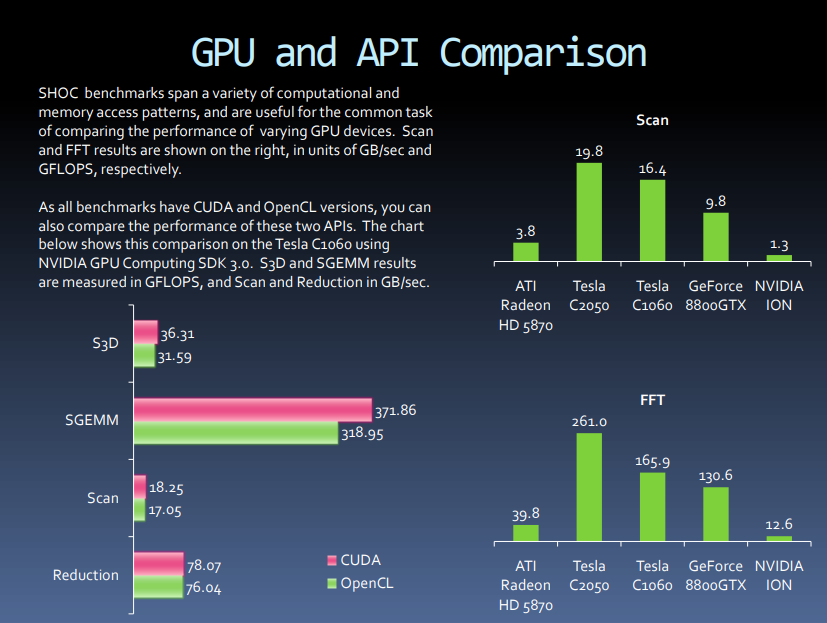 GPU and API Comparison
SHOC benchmarks span a variety of computational and
memory access patterns, and are useful for the common task
of comparing the performance of varying GPU devices. Scan
and FFT results are shown on the right, in units of GB/sec and
GFLOPS, respectively.
As all benchmarks have CUDA and OpenCL versions, you can
also compare the performance of these two APIs. The chart
below shows this comparison on the Tesla C1060 using
NVIDIA GPU Computing SDK 3.0. S3D and SGEMM results
are measured in GFLOPS, and Scan and Reduction in GB/sec.
S3D
36.31
31.59
SGEMM
371.86
318.95
Scan
18.25
17.05
Reduction
78.07
76.04
CUDA
OpenCL
Scan
3.8
19.8
16.4
9.8
1.3
ATI
Radeon
HD 5870
Tesla
C2050
Tesla
C1060
GeForce
8800GTX
NVIDIA
ION
FFT
39.8
261.0
165.9
130.6
12.6
ATI
Radeon
HD 5870
Tesla
C2050
Tesla
C1060
GeForce
8800GTX
NVIDIA
ION